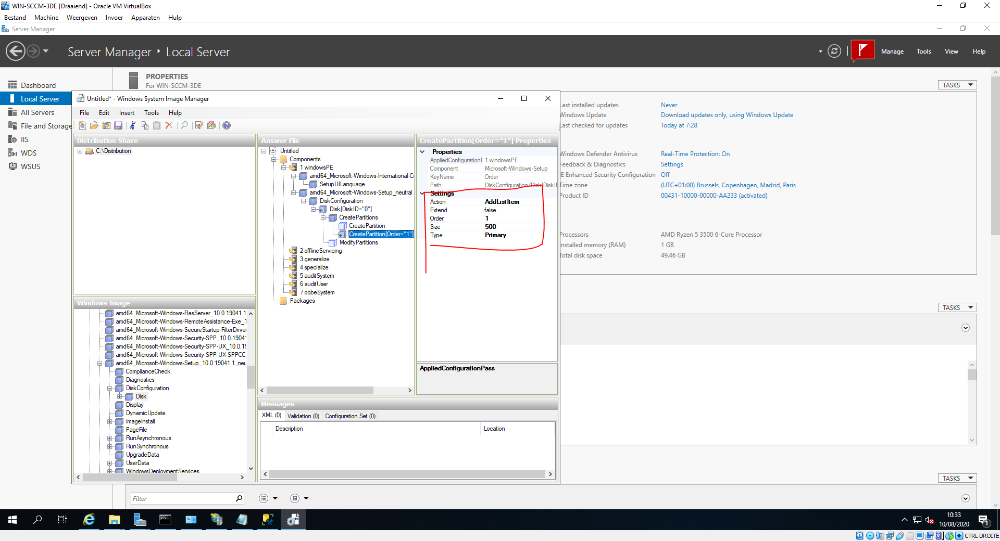 WIN-SCCM-3DE [Draaiend] - Oracle VM VirtualBox
Bestand Machine Weergeven Invoer Apparaten Hulp
Server Manager
Server Manager ‣ Local Server
Manage Tools View Help
Dashboard
Local Server
All Servers
File and Storage
IIS
WDS
WSUS
PROPERTIES
For WIN-SCCM-3DE
TASKS
Untitled* - Windows System Image Manager
File Edit Insert Tools Help
Distribution Share
C:\Distribution
Windows Image
amd64_Microsoft-Windows-RasServer_10.0.19041.1
amd64_Microsoft-Windows-RemoteAssistance-Exe_1
amd64_Microsoft-Windows-SecureStartup-FilterDriver
amd64_Microsoft-Windows-Security-SPP_10.0.1904
amd64_Microsoft-Windows-Security-SPP-UX_10.0.19
amd64_Microsoft-Windows-Security-SPP-UX-SPPCC_
amd64_Microsoft-Windows-Setup_10.0.19041.1_neu
ComplianceCheck
Diagnostics
DiskConfiguration
Disk
Display
DynamicUpdate
ImageInstall
PageFile
RunAsynchronous
RunSynchronous
UpgradeData
UserData
WindowsDeploymentServices
Answer File
Untitled
Components
1 windowsPE
amd64_Microsoft-Windows-International-Co
SetupUILanguage
amd64_Microsoft-Windows-Setup_neutral
DiskConfiguration
Disk[DiskID="0"]
CreatePartitions
CreatePartition
CreatePartition[Order="1"]
ModifyPartitions
2 offlineServicing
3 generalize
4 specialize
5 auditSystem
6 auditUser
7 oobeSystem
Packages
CreatePartition[Order="1"] Properties
Properties
AppliedConfigurationF 1 windowsPE
Component Microsoft-Windows-Setup
KeyName Order
Path DiskConfiguration/Disk[DiskID
Settings
Action AddListItem
Extend false
Order 1
Size 500
Type Primary
AppliedConfigurationPass
Messages
XML (0) Validation (0) Configuration Set (0)
Description Location
Last installed updates Never
Windows Update Download updates only, using Windows Update
Last checked for updates Today at 7:28
Windows Defender Antivirus Real-Time Protection: On
Feedback & Diagnostics Settings
IE Enhanced Security Configuration Off
Time zone (UTC+01:00) Brussels, Copenhagen, Madrid, Paris
Product ID 00431-10000-00000-AA233 (activated)
Processors AMD Ryzen 5 3500 6-Core Processor
Installed memory (RAM) 1 GB
Total disk space 49.46 GB
TASKS
TASKS
Filter
10:33
10/08/2020
1
CTRL DROITE